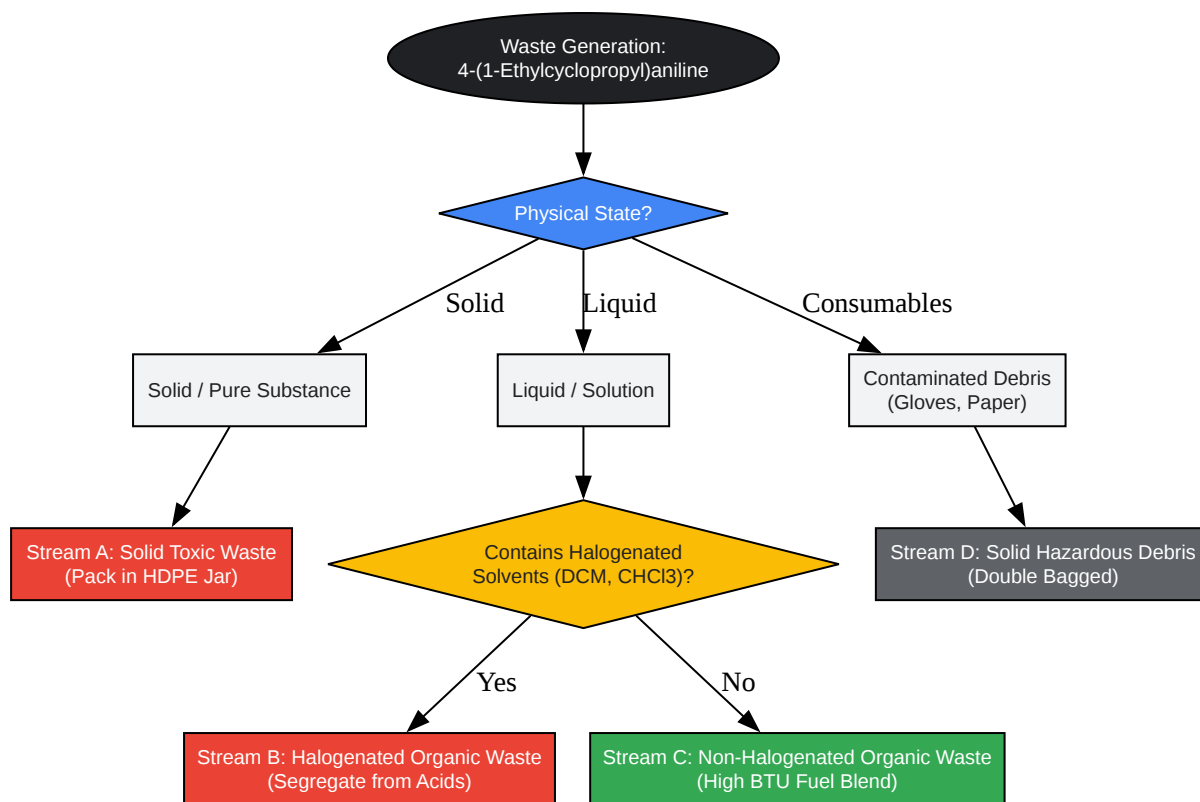 Waste Generation:
4-(1-Ethylcyclopropyl)aniline
Physical State?
Solid
Liquid
Consumables
Solid / Pure Substance
Liquid / Solution
Contaminated Debris
(Gloves, Paper)
Stream A: Solid Toxic Waste
(Pack in HDPE Jar)
Contains Halogenated
Solvents (DCM, CHCl3)?
Stream D: Solid Hazardous Debris
(Double Bagged)
Yes
No
Stream B: Halogenated Organic Waste
(Segregate from Acids)
Stream C: Non-Halogenated Organic Waste
(High BTU Fuel Blend)